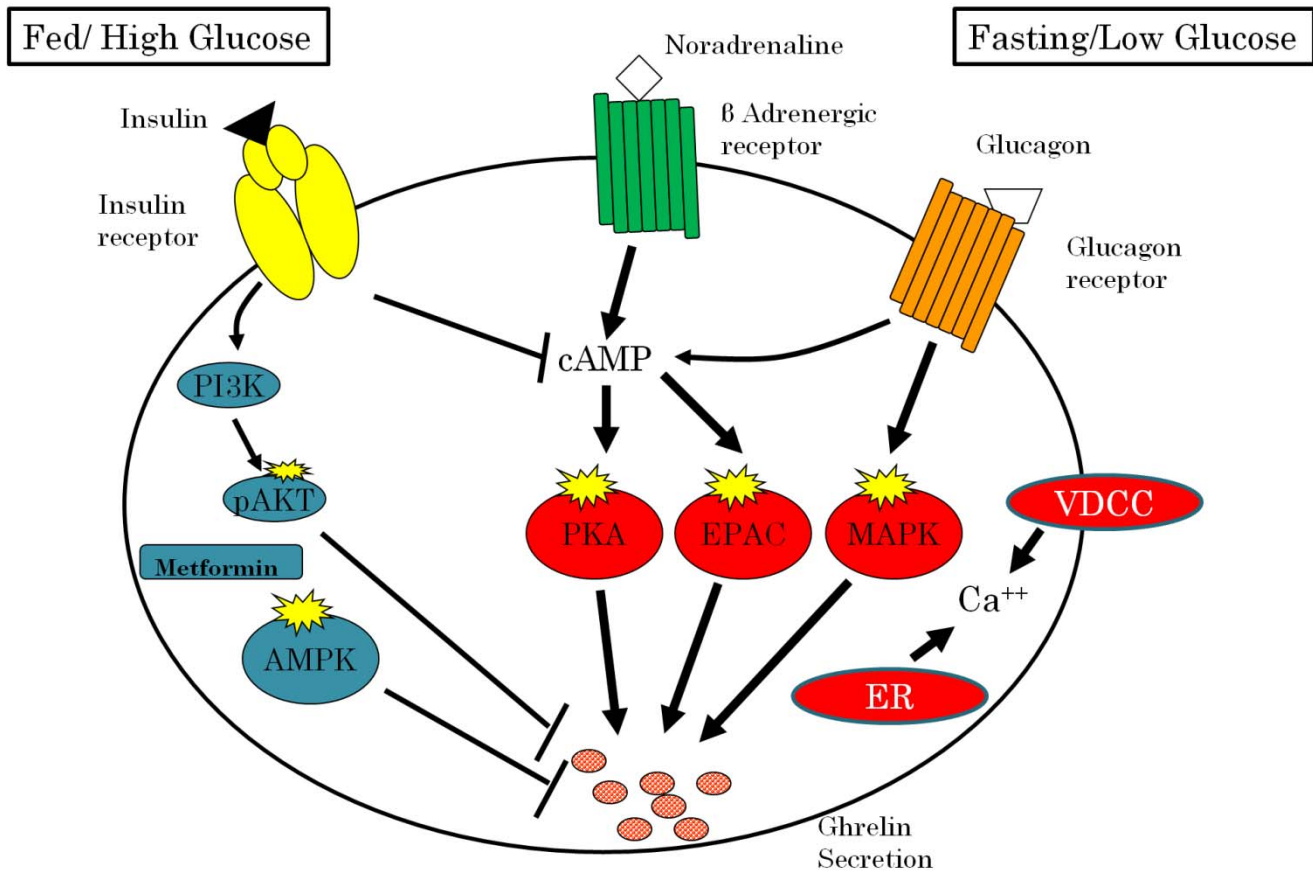 Fed/ High Glucose
Noradrenaline
Fasting/Low Glucose
Insulin
ß Adrenergic
receptor
Glucagon
Insulin
receptor
Glucagon
receptor
cAMP
PI3K
pAKT
PKA
EPAC
MAPK
VDCC
Metformin
Ca++
AMPK
ER
Ghrelin
Secretion